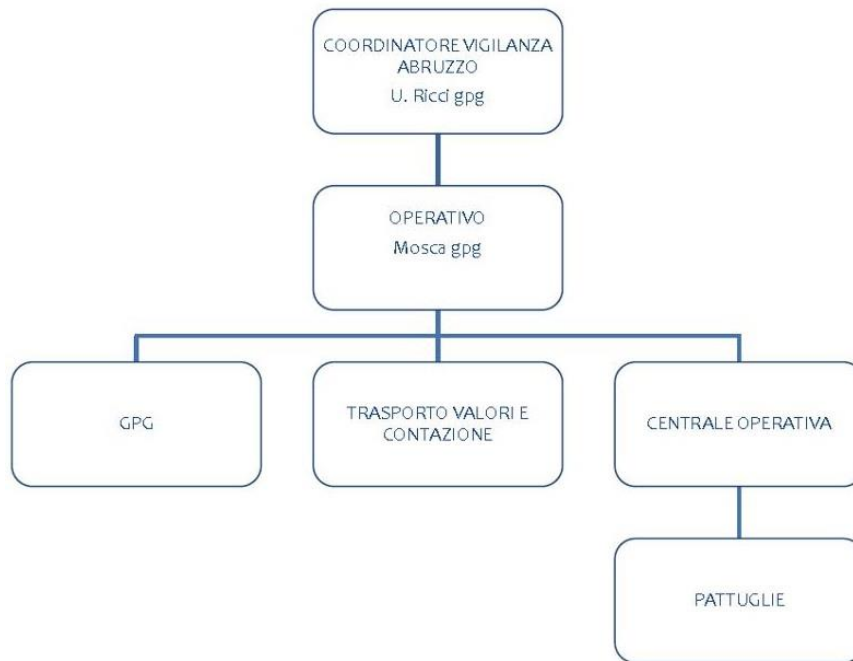 COORDINATORE VIGILANZA
ABRUZZO
U. Ricci gpg
OPERATIVO
Mosca gpg
GPG
TRASPORTO VALORI E
CONTAZIONE
CENTRALE OPERATIVA
PATTUGLIE